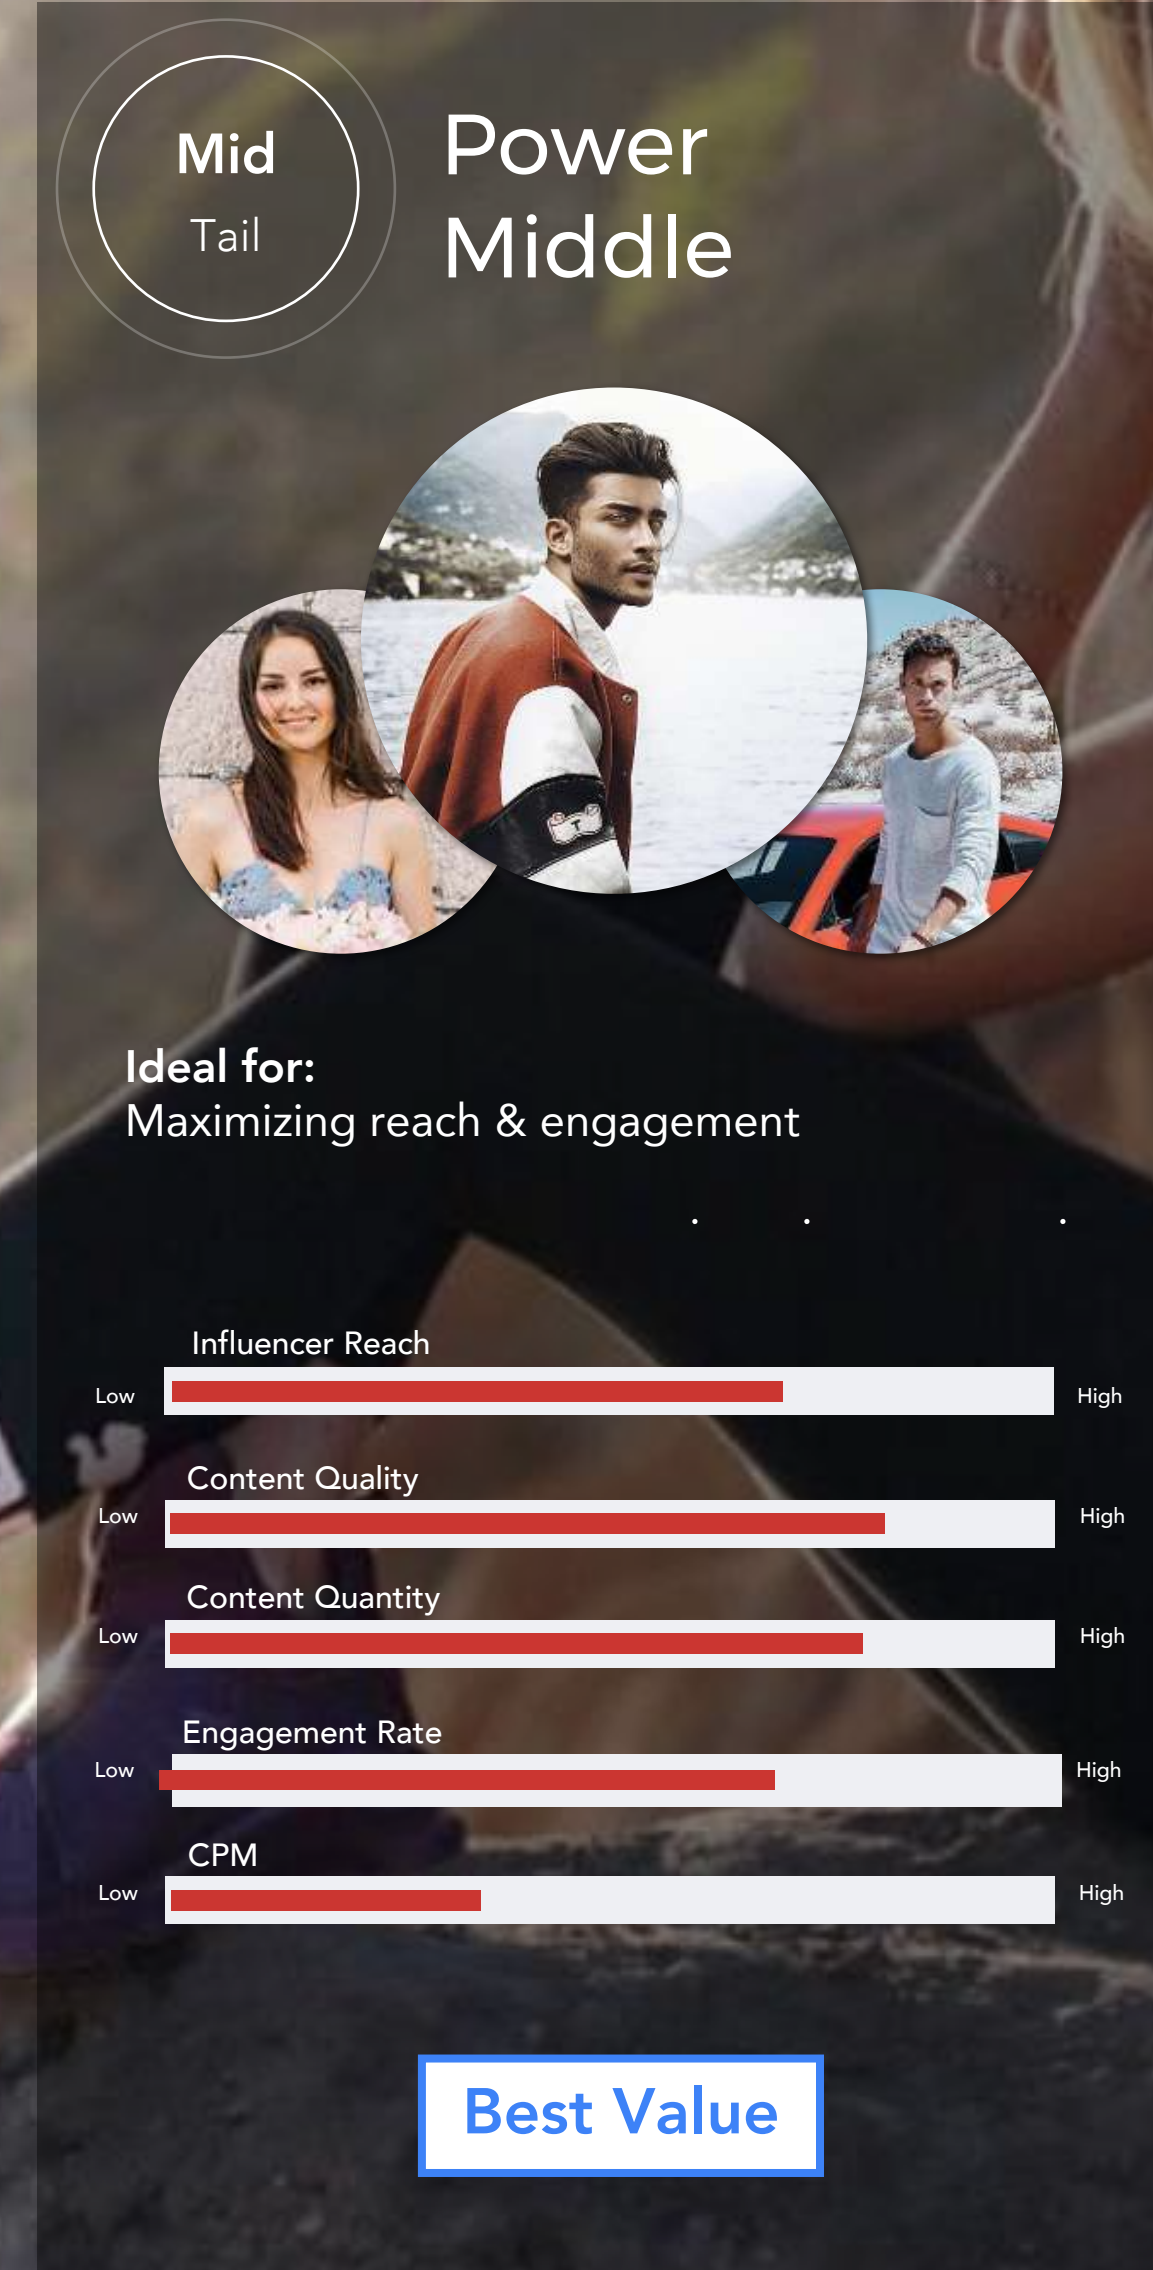 Mid
Tail
Power
Middle
Ideal for:
Maximizing reach & engagement
. . .
Influencer Reach
Low High
Content Quality
Low High
Content Quantity
Low High
Engagement Rate
Low High
CPM
Low High
Best Value